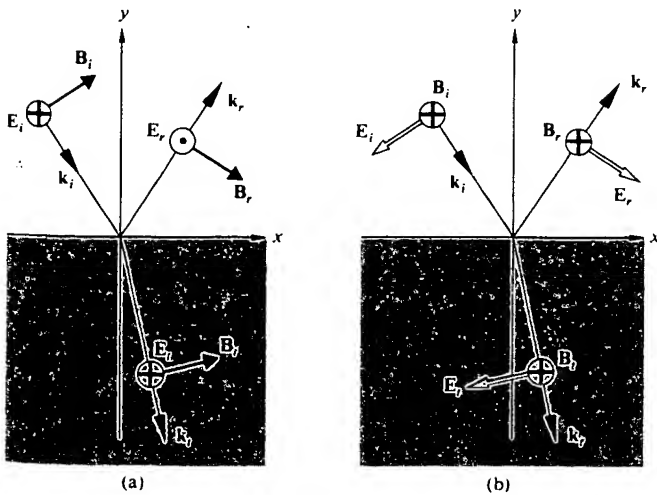 y
y
B_i
k_r
B_i
k_r
E_i
E_r
E_i
B_r
k_i
B_r
k_i
E_r
x
x
E_t
B_t
E_t
B_t
k_t
k_t
(a)
(b)